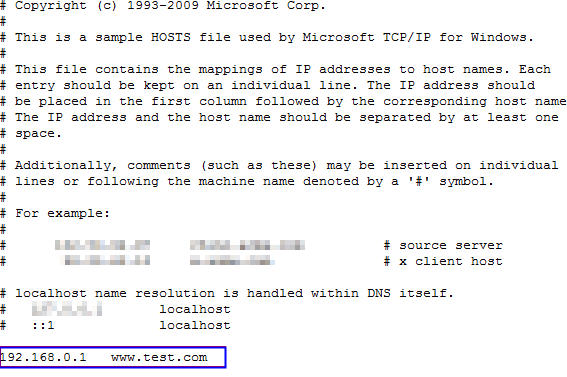 # Copyright (c) 1993-2009 Microsoft Corp.
#
# This is a sample HOSTS file used by Microsoft TCP/IP for Windows.
#
# This file contains the mappings of IP addresses to host names. Each
# entry should be kept on an individual line. The IP address should
# be placed in the first column followed by the corresponding host name
# The IP address and the host name should be separated by at least one
# space.
#
# Additionally, comments (such as these) may be inserted on individual
# lines or following the machine name denoted by a '#' symbol.
#
# For example:
#
# # source server
# # x client host

# localhost name resolution is handled within DNS itself.
# localhost
# ::1 localhost

192.168.0.1 www.test.com